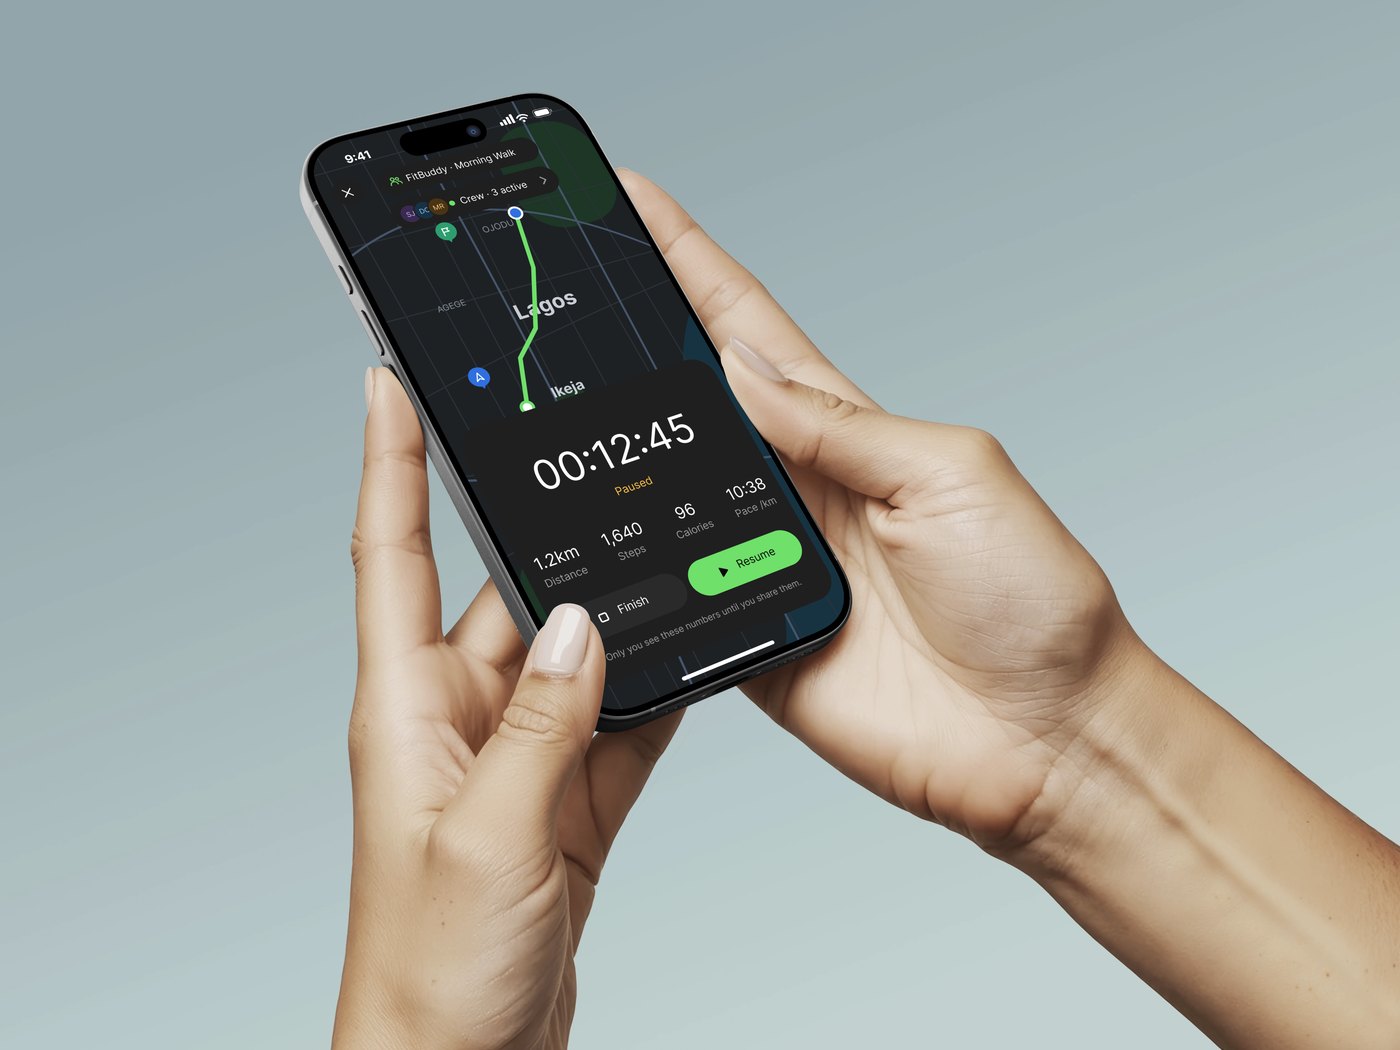 9:41
FitBuddy · Morning Walk
SJ DC MR Crew · 3 active
OJODU
AGEGE
Lagos
Ikeja
00:12:45
Paused
1.2km 1,640 96 10:38
Distance Steps Calories Pace /km
Finish Resume
Only you see these numbers until you share them.